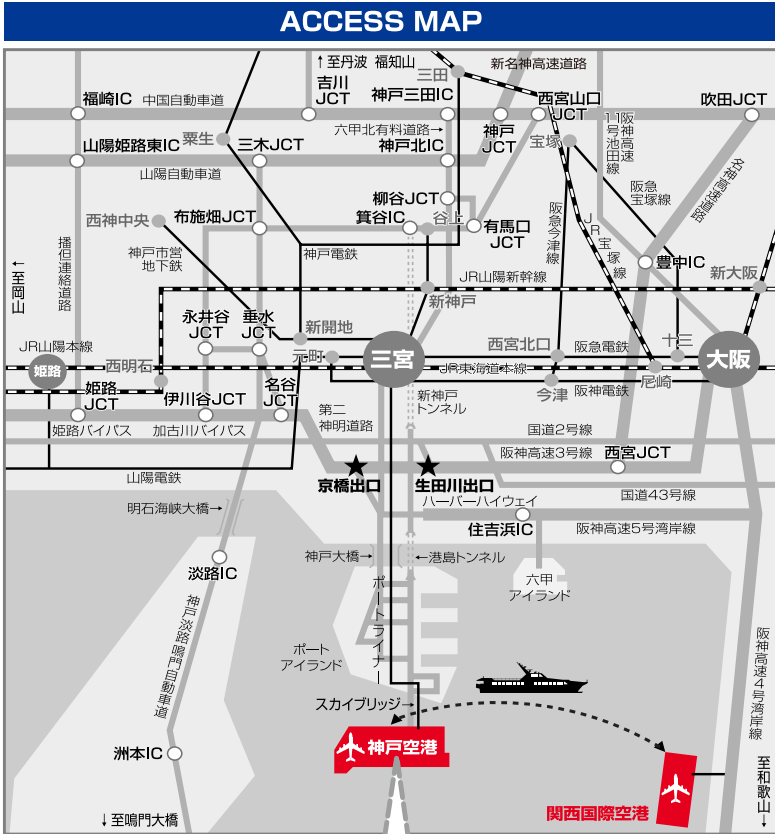 ACCESS MAP
↑至丹波 福知山
新名神高速道路
三田
吉川
JCT
福崎IC
中国自動車道
神戸三田IC
西宮山口
JCT
吹田JCT
六甲北有料道路→
神戸
JCT
宝塚
阪神高速
11号池田線
粟生
山陽姫路東IC
三木JCT
神戸北IC
山陽自動車道
名神高速道路
阪急
宝塚線
柳谷JCT
西神中央
布施畑JCT
箕谷IC
谷上
有馬口
JCT
阪急今津線
JR宝塚線
播但連絡道路
神戸市営
地下鉄
神戸電鉄
豊中IC
←至岡山
JR山陽新幹線
新大阪
新神戸
永井谷
JCT
垂水
JCT
新開地
JR山陽本線
元町
三宮
西宮北口
阪急電鉄
十三
大阪
姫路
西明石
JR東海道本線
尼崎
姫路
JCT
伊川谷JCT
名谷
JCT
新神戸
トンネル
今津
阪神電鉄
第二
神明道路
姫路バイパス
加古川バイパス
国道2号線
阪神高速3号線
西宮JCT
山陽電鉄
京橋出口
生田川出口
国道43号線
ハーバーハイウェイ
明石海峡大橋→
住吉浜IC
阪神高速5号湾岸線
神戸大橋→
←港島トンネル
淡路IC
六甲
アイランド
ポートライナー
神戸淡路鳴門自動車道
阪神高速4号湾岸線
ポート
アイランド
スカイブリッジ→
神戸空港
洲本IC
至和歌山→
関西国際空港
↓至鳴門大橋